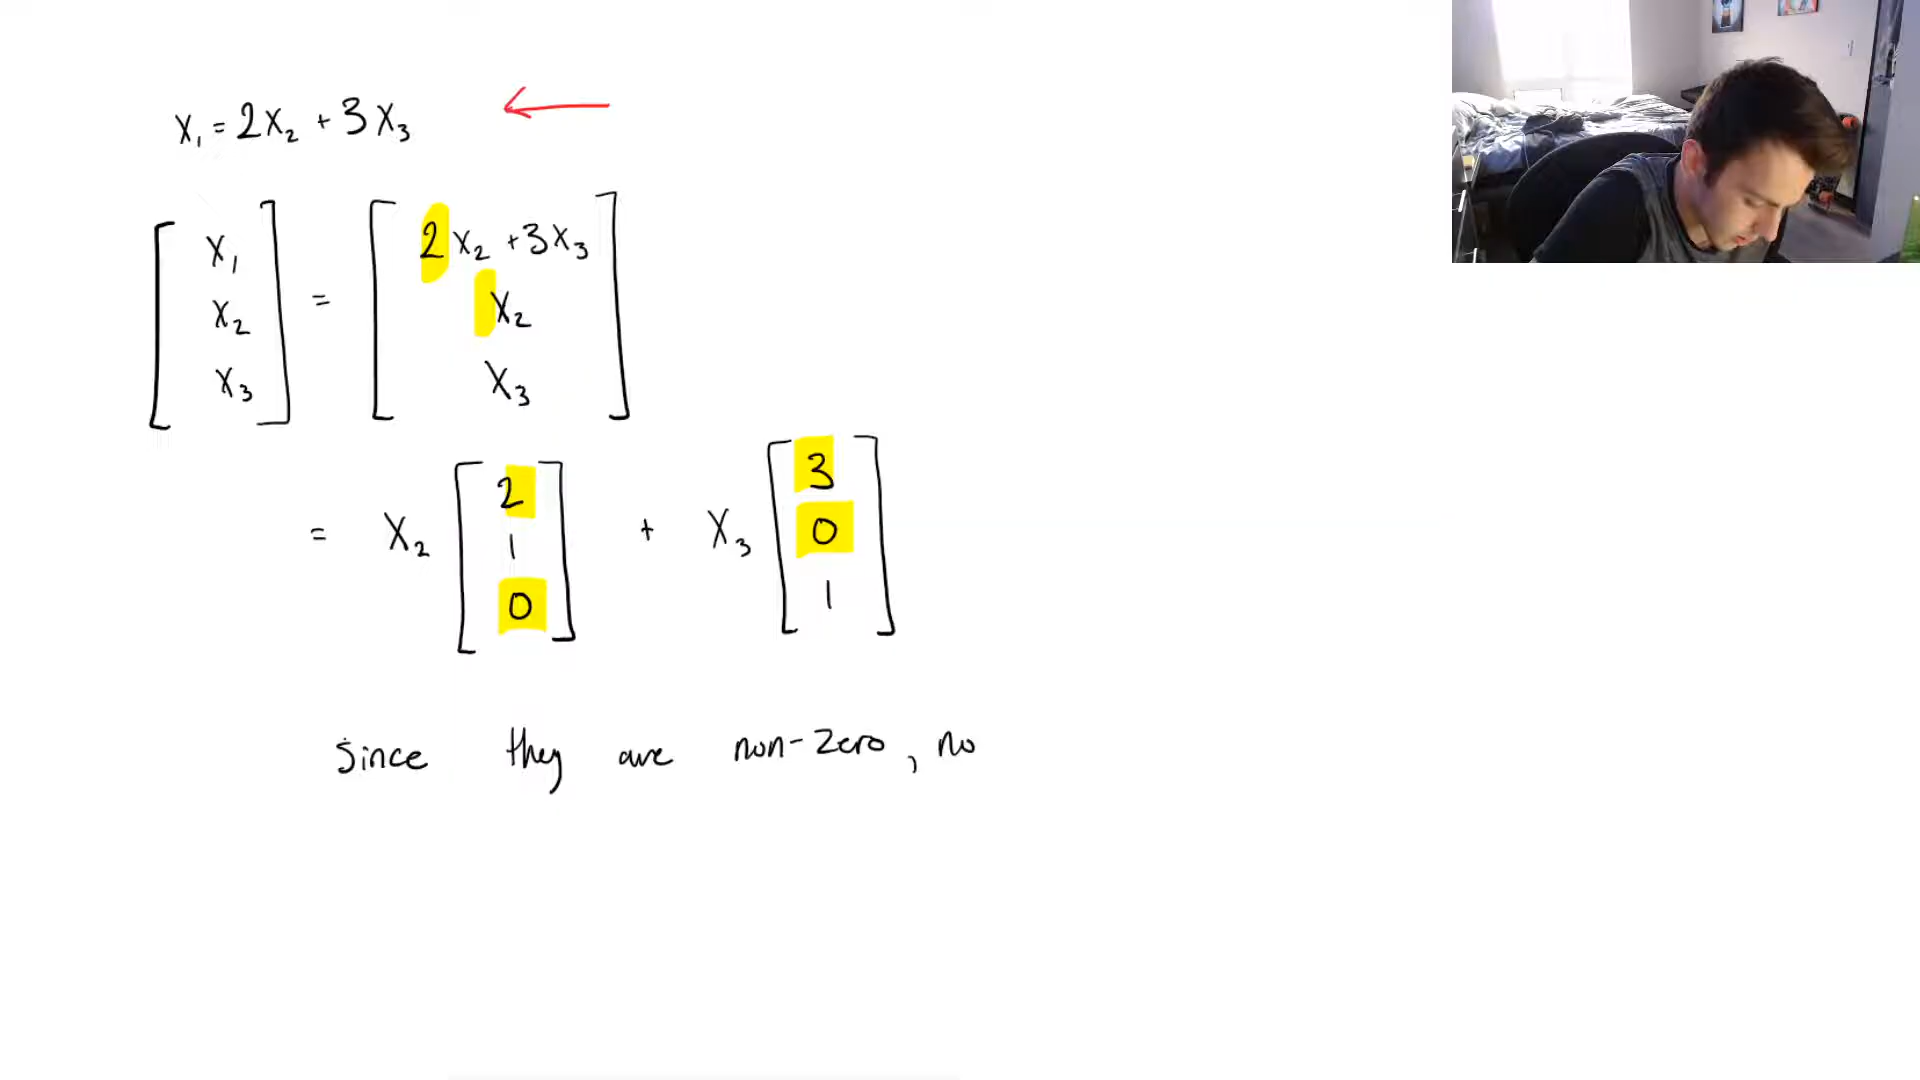 x₁ = 2x₂ + 3x₃
[ x₁ x₂ x₃ ] = [ 2x₂ + 3x₃ x₂ x₃ ]
= x₂ [ 2 1 0 ] + x₃ [ 3 0 1 ]
Since they are non-zero, no